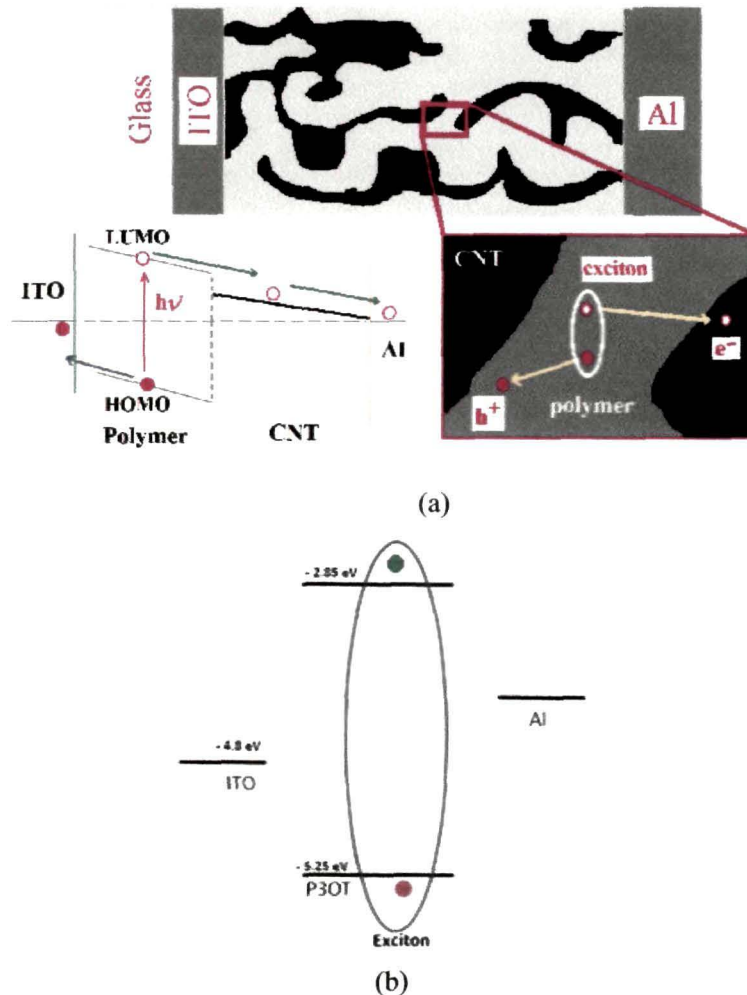 Glass
ITO
Al
LUMO
ITO
hν
Al
HOMO
Polymer
CNT
CNT
exciton
e⁻
h⁺
polymer
(a)
- 2.85 eV
Al
- 4.8 eV
ITO
- 5.25 eV
P3OT
Exciton
(b)